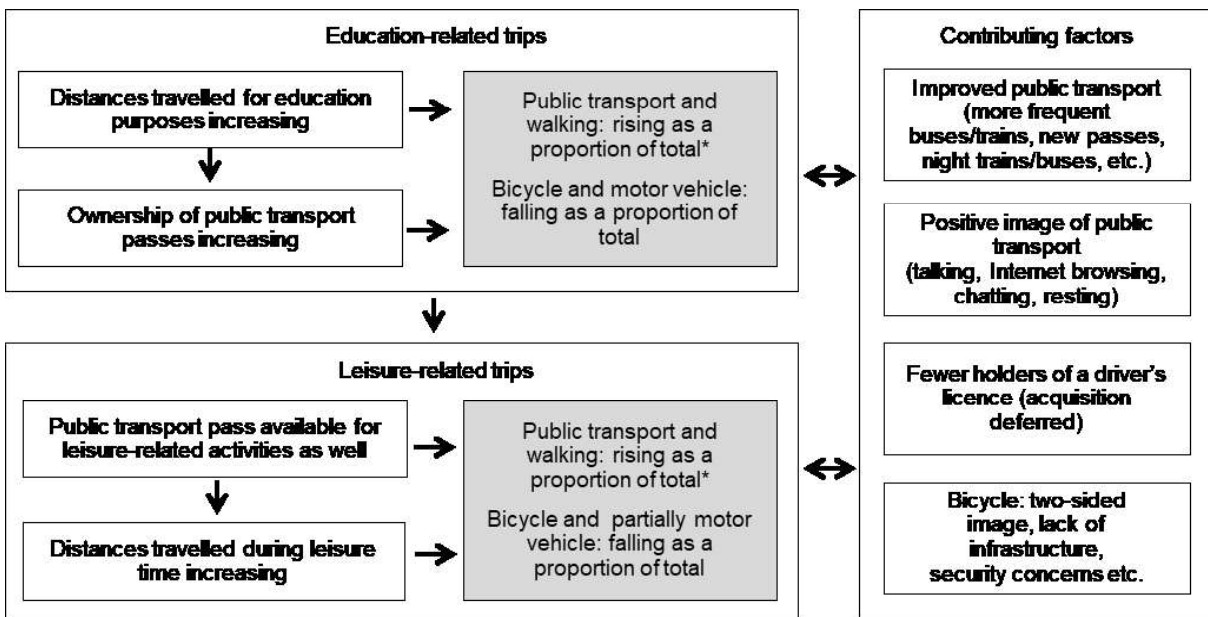 Education-related trips
Distances travelled for education
purposes increasing
Ownership of public transport
passes increasing
Public transport and
walking: rising as a
proportion of total*
Bicycle and motor vehicle:
falling as a proportion of
total
Leisure-related trips
Public transport pass available for
leisure-related activities as well
Distances travelled during leisure
time increasing
Public transport and
walking: rising as a
proportion of total*
Bicycle and partially motor
vehicle: falling as a
proportion of total
Contributing factors
Improved public transport
(more frequent
buses/trains, new passes,
night trains/buses, etc.)
Positive image of public
transport
(talking, Internet browsing,
chatting, resting)
Fewer holders of a driver's
licence (acquisition
deferred)
Bicycle: two-sided
image, lack of
infrastructure,
security concerns etc.